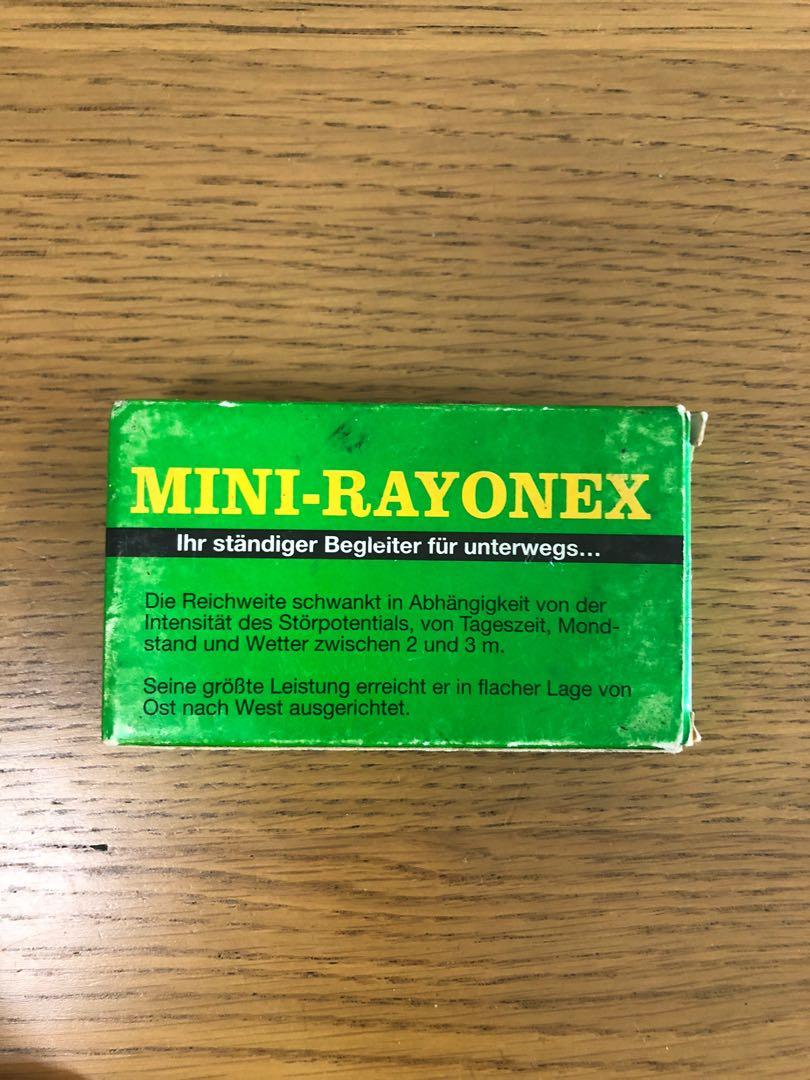 MINI-RAYONEX
Ihr ständiger Begleiter für unterwegs...
Die Reichweite schwankt in Abhängigkeit von der
Intensität des Störpotentials, von Tageszeit, Mond-
stand und Wetter zwischen 2 und 3 m.
Seine größte Leistung erreicht er in flacher Lage von
Ost nach West ausgerichtet.